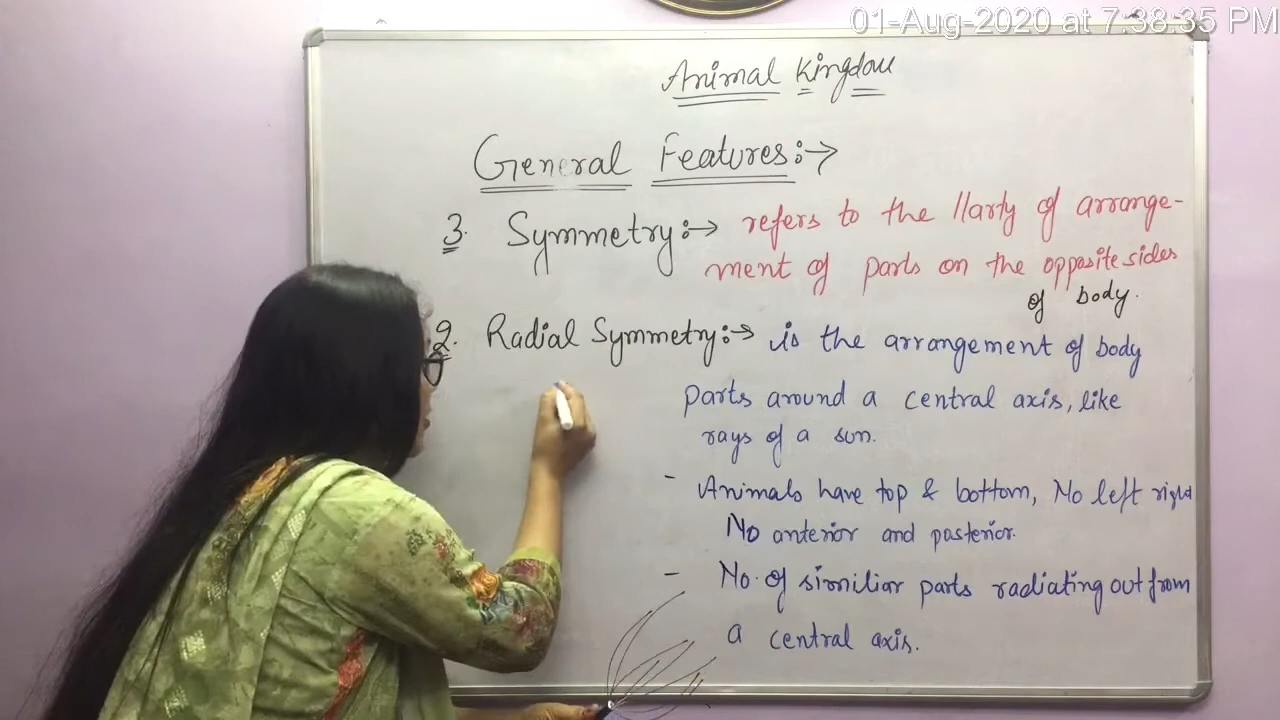 01-Aug-2020 at 7:38:35 PM
Animal Kingdom
General Features:→
3. Symmetry:→ refers to the llarty of arrange-
ment of parts on the opposite sides
of body.
2. Radial Symmetry:→ is the arrangement of body
parts around a central axis, like
rays of a sun.
- Animals have top & bottom, No left right
No anterior and posterior.
- No. of similiar parts radiating out from
a central axis.